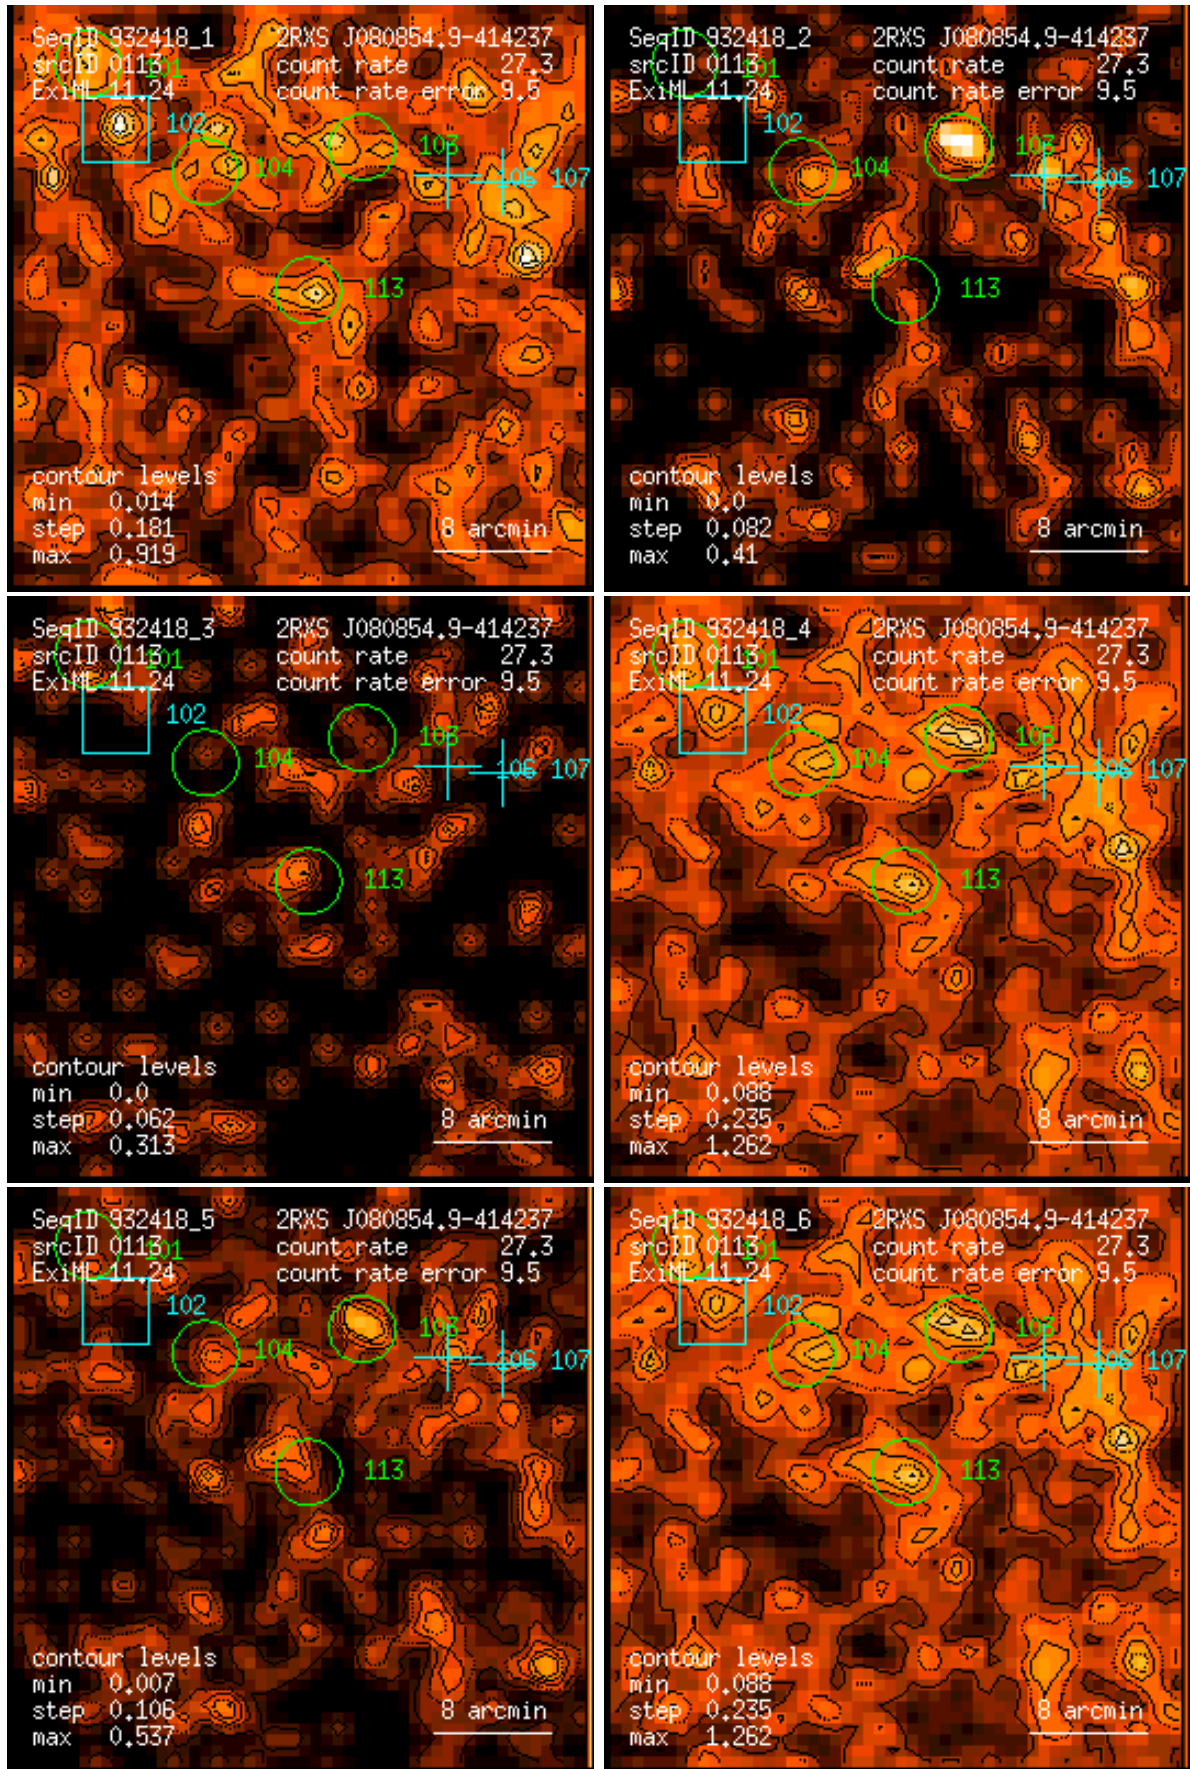 SeqID 932418_1 2RXS J080854.9-414237
srcID 0113 101 count rate 27.3
ExiML 11.24 count rate error 9.5
102
103
104
106 107
113
contour levels
min 0.014
step 0.181
max 0.919
8 arcmin
SeqID 932418_2 2RXS J080854.9-414237
srcID 0113 101 count rate 27.3
ExiML 11.24 count rate error 9.5
102
103
104
106 107
113
contour levels
min 0.0
step 0.082
max 0.41
8 arcmin
SeqID 932418_3 2RXS J080854.9-414237
srcID 0113 101 count rate 27.3
ExiML 11.24 count rate error 9.5
102
103
104
106 107
113
contour levels
min 0.0
step 0.062
max 0.313
8 arcmin
SeqID 932418_4 2RXS J080854.9-414237
srcID 0113 101 count rate 27.3
ExiML 11.24 count rate error 9.5
102
103
104
106 107
113
contour levels
min 0.088
step 0.235
max 1.262
8 arcmin
SeqID 932418_5 2RXS J080854.9-414237
srcID 0113 101 count rate 27.3
ExiML 11.24 count rate error 9.5
102
103
104
106 107
113
contour levels
min 0.007
step 0.106
max 0.537
8 arcmin
SeqID 932418_6 2RXS J080854.9-414237
srcID 0113 101 count rate 27.3
ExiML 11.24 count rate error 9.5
102
103
104
106 107
113
contour levels
min 0.088
step 0.235
max 1.262
8 arcmin